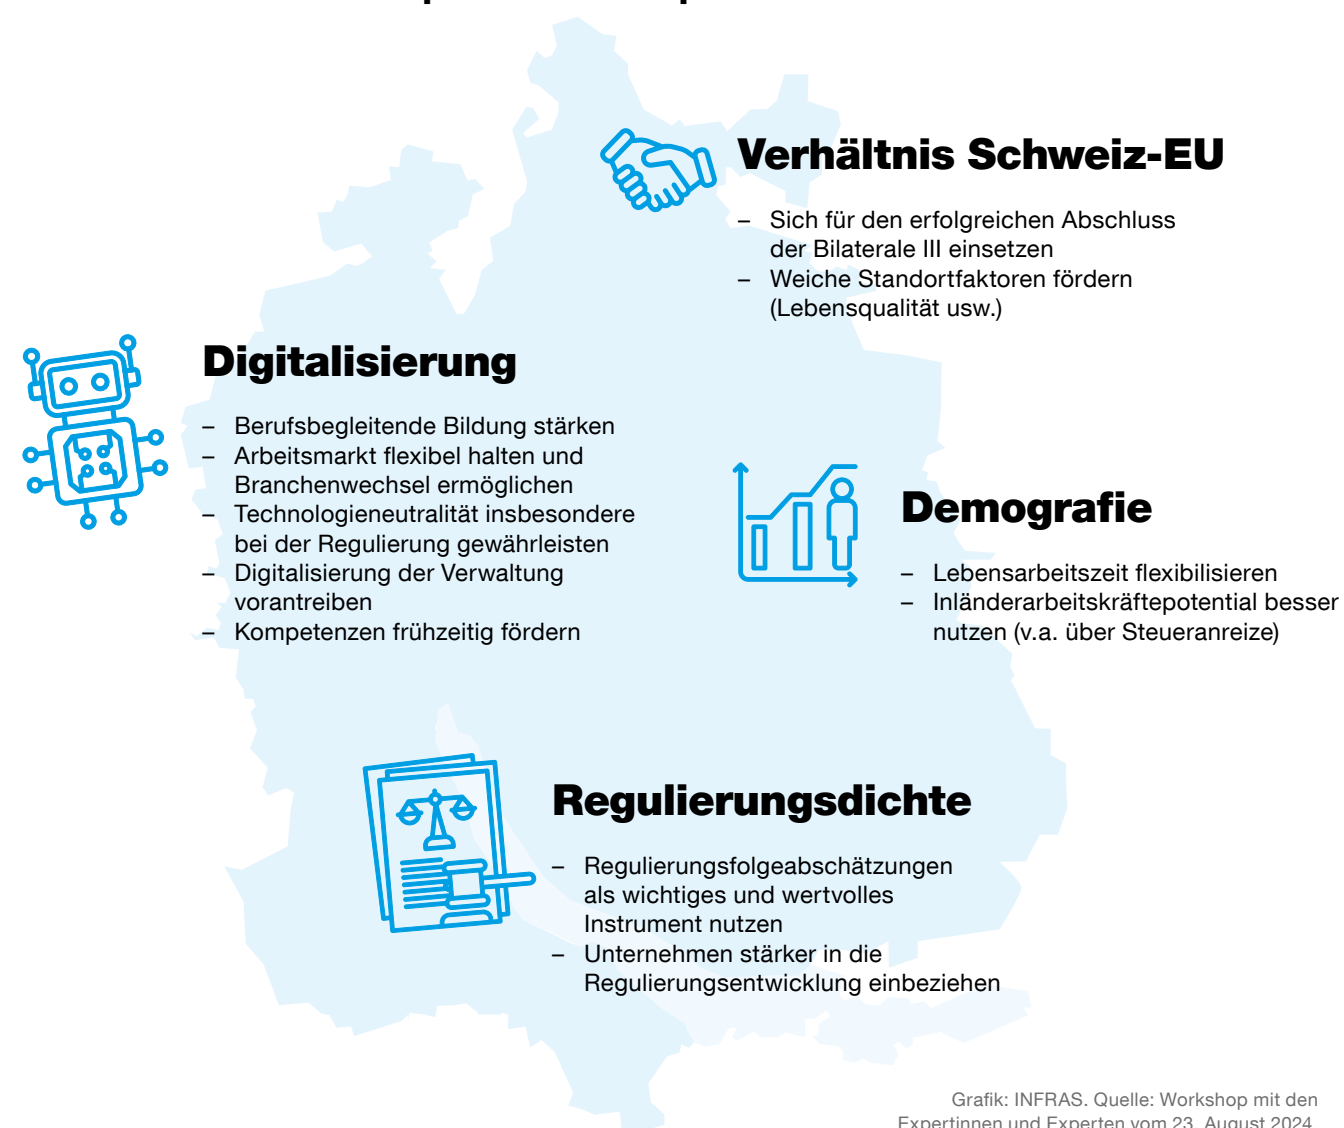 Verhältnis Schweiz-EU
– Sich für den erfolgreichen Abschluss
der Bilaterale III einsetzen
– Weiche Standortfaktoren fördern
(Lebensqualität usw.)
Digitalisierung
– Berufsbegleitende Bildung stärken
– Arbeitsmarkt flexibel halten und
Branchenwechsel ermöglichen
– Technologieneutralität insbesondere
bei der Regulierung gewährleisten
– Digitalisierung der Verwaltung
vorantreiben
– Kompetenzen frühzeitig fördern
Demografie
– Lebensarbeitszeit flexibilisieren
– Inländerarbeitskräftepotential besser
nutzen (v.a. über Steueranreize)
Regulierungsdichte
– Regulierungsfolgeabschätzungen
als wichtiges und wertvolles
Instrument nutzen
– Unternehmen stärker in die
Regulierungsentwicklung einbeziehen
Grafik: INFRAS. Quelle: Workshop mit den
Expertinnen und Experten vom 23. August 2024.